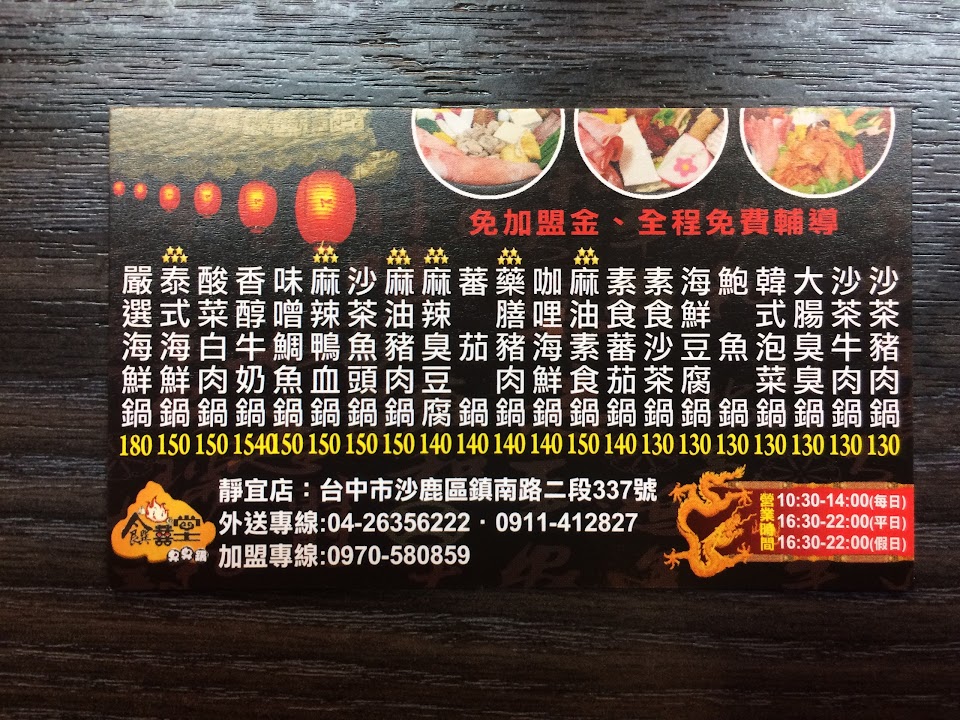 免加盟金、全程免費輔導
嚴選海鮮鍋 180
泰式海鮮鍋 150
酸菜白肉鍋 150
香醇牛奶鍋 1540
味噌鯛魚鍋 150
麻辣鴨血鍋 150
沙茶魚頭鍋 150
麻油豬肉鍋 150
麻辣臭豆腐 140
蕃茄鍋 140
藥膳豬肉鍋 140
咖哩海鮮鍋 140
麻油素食鍋 150
素食蕃茄鍋 140
素食沙茶鍋 130
海鮮豆腐鍋 130
鮑魚鍋 130
韓式泡菜鍋 130
大腸臭臭鍋 130
沙茶牛肉鍋 130
沙茶豬肉鍋 130
靜宜店：台中市沙鹿區鎮南路二段337號
外送專線:04-26356222・0911-412827
加盟專線:0970-580859
營業時間
10:30-14:00(每日)
16:30-22:00(平日)
16:30-22:00(假日)